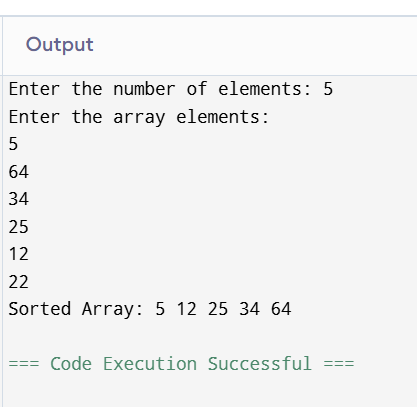 Output
Enter the number of elements: 5
Enter the array elements:
5
64
34
25
12
22
Sorted Array: 5 12 25 34 64
=== Code Execution Successful ===